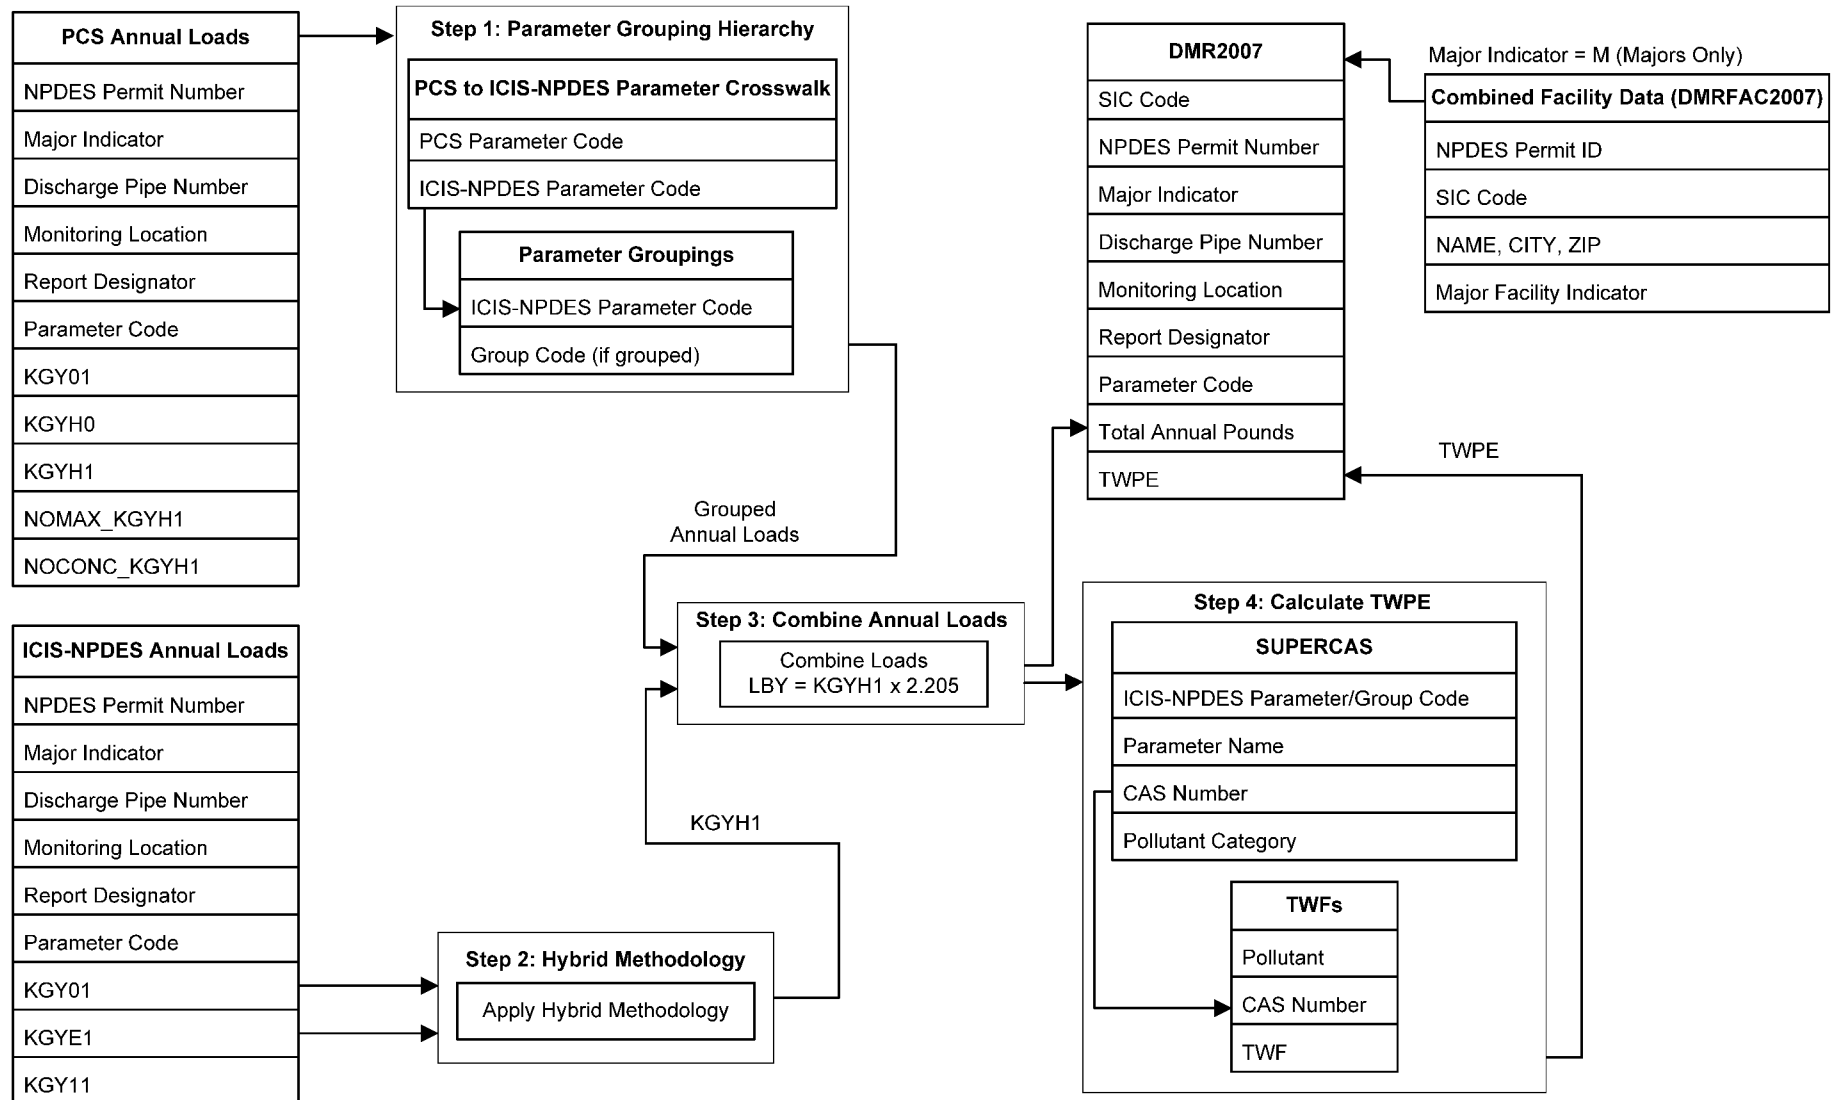 PCS Annual Loads
NPDES Permit Number
Major Indicator
Discharge Pipe Number
Monitoring Location
Report Designator
Parameter Code
KGY01
KGYH0
KGYH1
NOMAX_KGYH1
NOCONC_KGYH1
ICIS-NPDES Annual Loads
NPDES Permit Number
Major Indicator
Discharge Pipe Number
Monitoring Location
Report Designator
Parameter Code
KGY01
KGYE1
KGY11
Step 1: Parameter Grouping Hierarchy
PCS to ICIS-NPDES Parameter Crosswalk
PCS Parameter Code
ICIS-NPDES Parameter Code
Parameter Groupings
ICIS-NPDES Parameter Code
Group Code (if grouped)
Grouped
Annual Loads
Step 2: Hybrid Methodology
Apply Hybrid Methodology
KGYH1
Step 3: Combine Annual Loads
Combine Loads
LBY = KGYH1 x 2.205
DMR2007
SIC Code
NPDES Permit Number
Major Indicator
Discharge Pipe Number
Monitoring Location
Report Designator
Parameter Code
Total Annual Pounds
TWPE
Major Indicator = M (Majors Only)
Combined Facility Data (DMRFAC2007)
NPDES Permit ID
SIC Code
NAME, CITY, ZIP
Major Facility Indicator
TWPE
Step 4: Calculate TWPE
SUPERCAS
ICIS-NPDES Parameter/Group Code
Parameter Name
CAS Number
Pollutant Category
TWFs
Pollutant
CAS Number
TWF